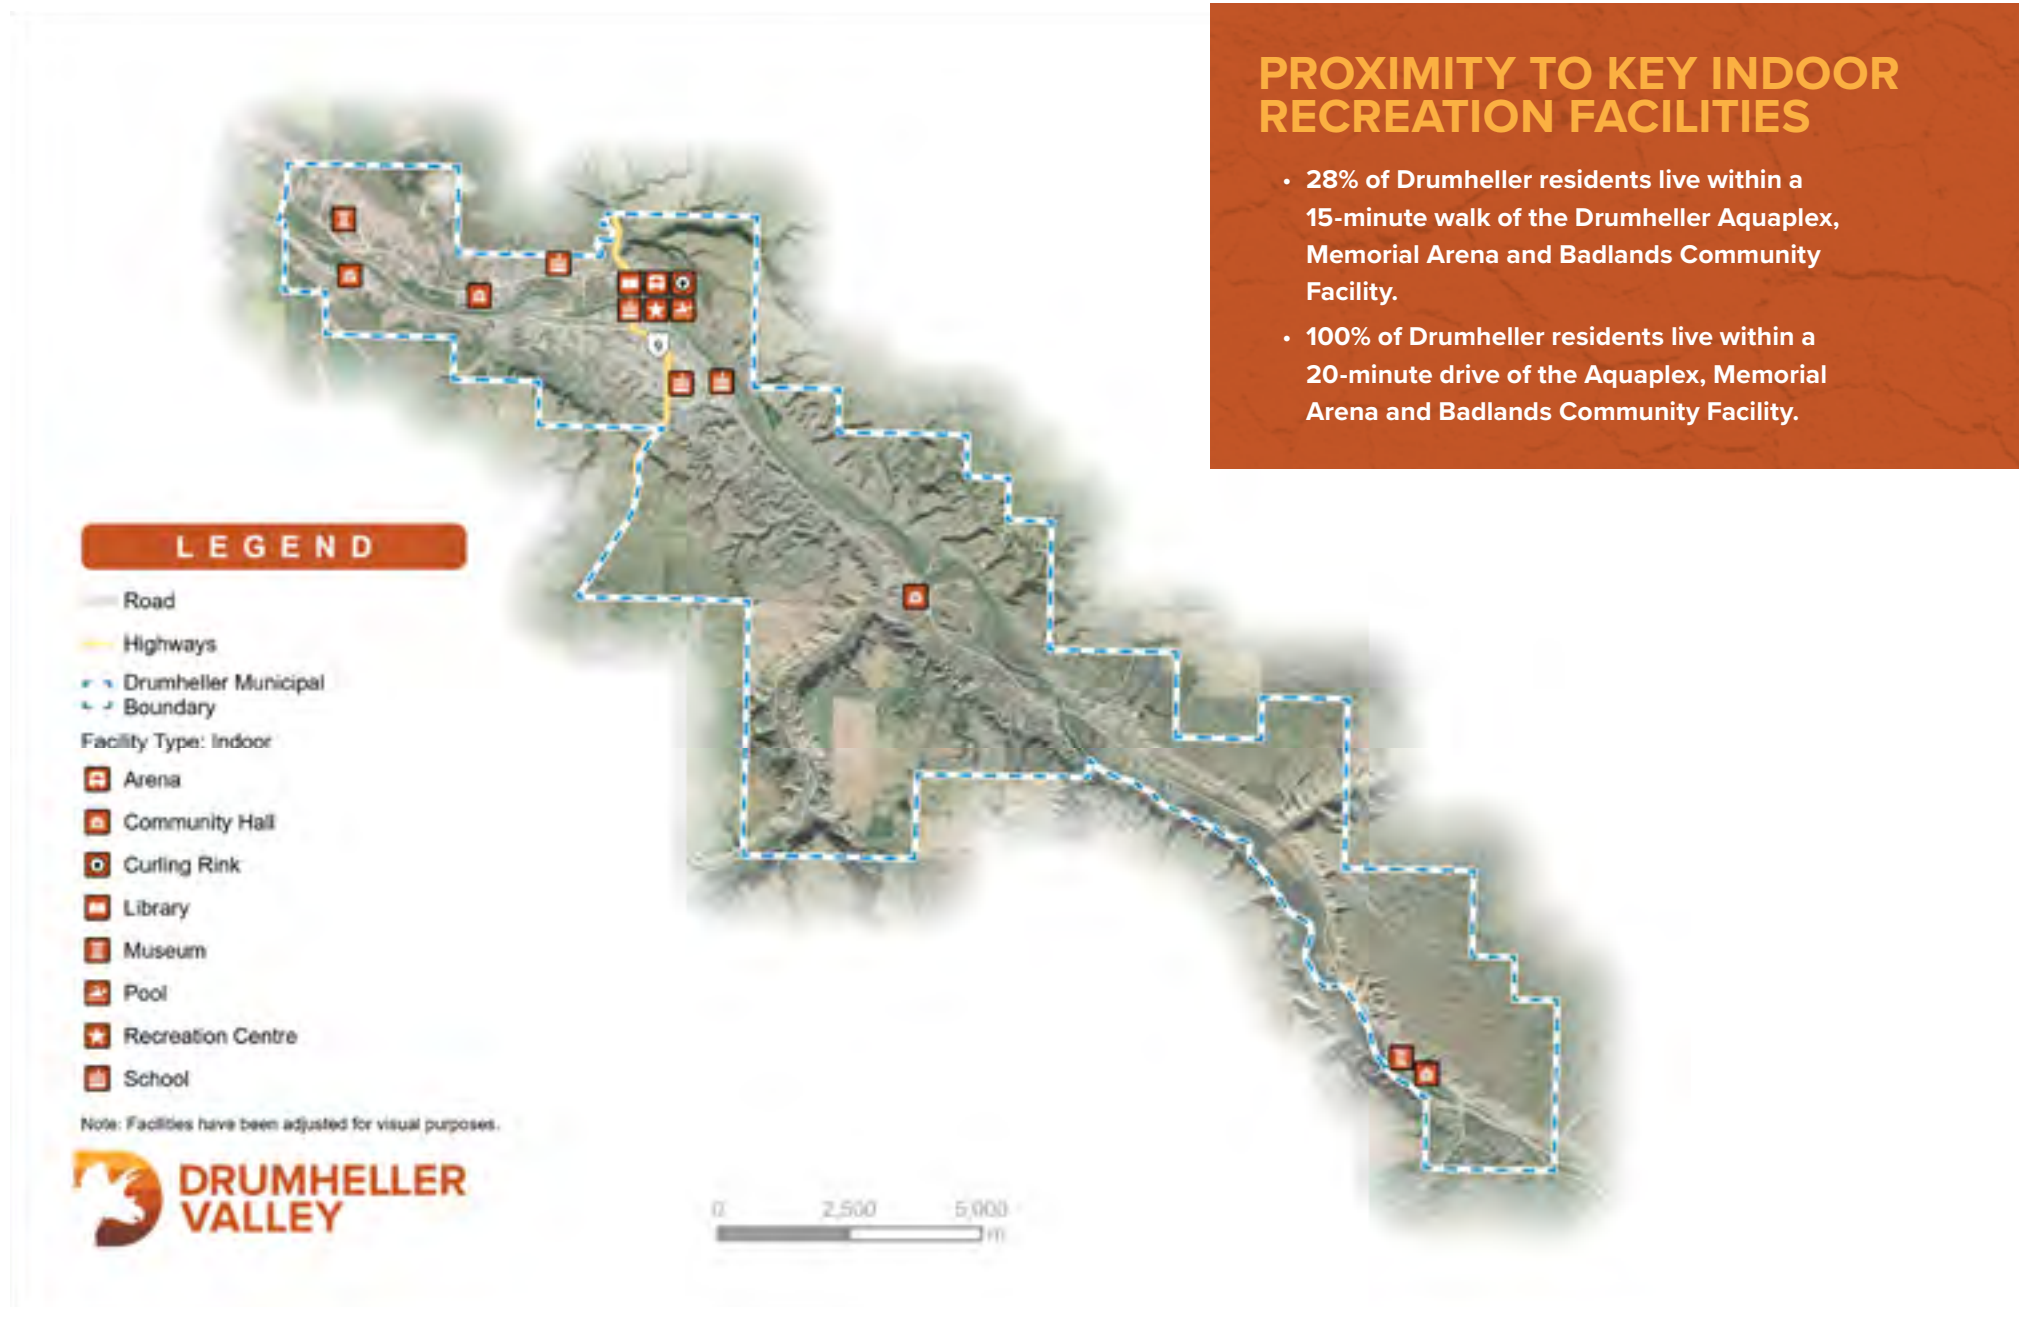 PROXIMITY TO KEY INDOOR
RECREATION FACILITIES
• 28% of Drumheller residents live within a
15-minute walk of the Drumheller Aquaplex,
Memorial Arena and Badlands Community
Facility.
• 100% of Drumheller residents live within a
20-minute drive of the Aquaplex, Memorial
Arena and Badlands Community Facility.
9
LEGEND
Road
Highways
Drumheller Municipal
Boundary
Facility Type: Indoor
Arena
Community Hall
Curling Rink
Library
Museum
Pool
Recreation Centre
School
Note: Facilities have been adjusted for visual purposes.
DRUMHELLER
VALLEY
0 2,500 5,000
m